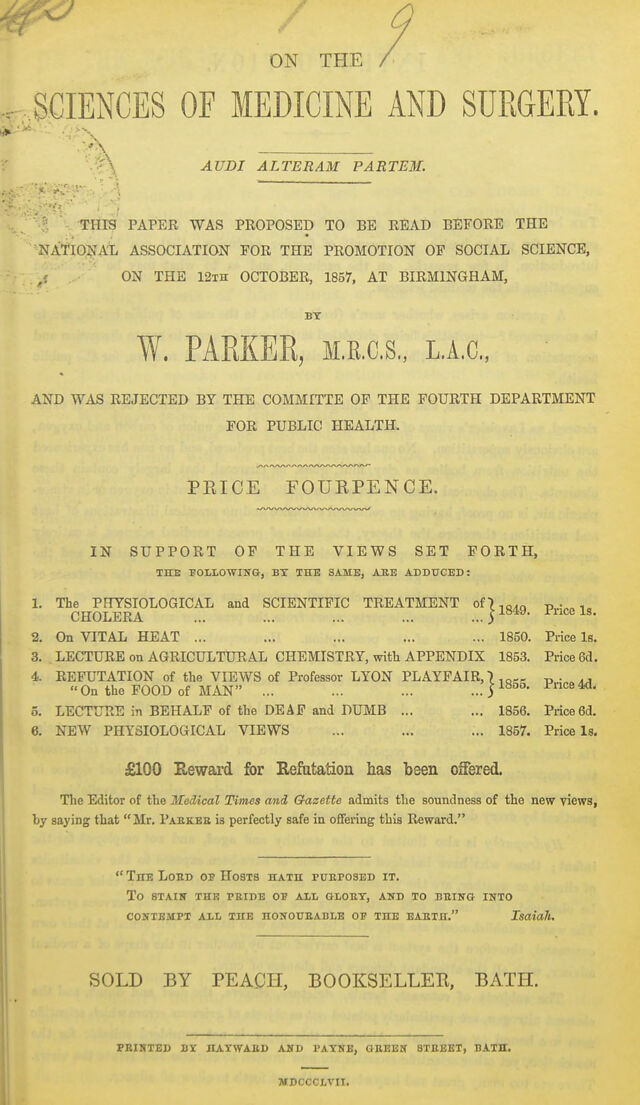 9
ON THE
SCIENCES OF MEDICINE AND SURGERY.
AUDI ALTERAM PARTEM.
THIS PAPER WAS PROPOSED TO BE READ BEFORE THE
NATIONAL ASSOCIATION FOR THE PROMOTION OF SOCIAL SCIENCE,
ON THE 12TH OCTOBER, 1857, AT BIRMINGHAM,
BY
W. PARKER, M.R.C.S., L.A.C.,
AND WAS REJECTED BY THE COMMITTE OF THE FOURTH DEPARTMENT
FOR PUBLIC HEALTH.
PRICE FOURPENCE.
IN SUPPORT OF THE VIEWS SET FORTH,
THE FOLLOWING, BY THE SAME, ARE ADDUCED:
1. The PHYSIOLOGICAL and SCIENTIFIC TREATMENT of
CHOLERA ... ... ... ... ... } 1849. Price 1s.
2. On VITAL HEAT ... ... ... ... ... 1850. Price 1s.
3. LECTURE on AGRICULTURAL CHEMISTRY, with APPENDIX 1853. Price 6d.
4. REFUTATION of the VIEWS of Professor LYON PLAYFAIR,
"On the FOOD of MAN" ... ... ... ... } 1855. Price 4d.
5. LECTURE in BEHALF of the DEAF and DUMB ... ... 1856. Price 6d.
6. NEW PHYSIOLOGICAL VIEWS ... ... ... 1857. Price 1s.
£100 Reward for Refutation has been offered.
The Editor of the Medical Times and Gazette admits the soundness of the new views,
by saying that "Mr. PARKER is perfectly safe in offering this Reward."
"THE LORD OF HOSTS HATH PURPOSED IT.
TO STAIN THE PRIDE OF ALL GLORY, AND TO BRING INTO
CONTEMPT ALL THE HONOURABLE OF THE EARTH." Isaiah.
SOLD BY PEACH, BOOKSELLER, BATH.
PRINTED BY HAYWARD AND PAYNE, GREEN STREET, BATH.
MDCCCLVII.